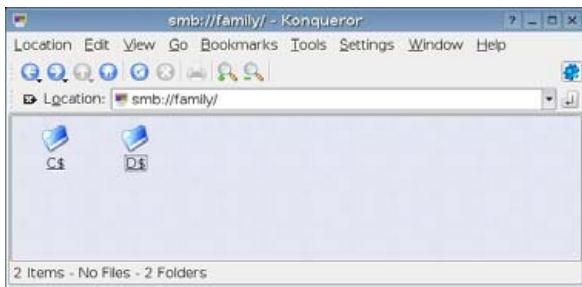 smb://family/ - Konqueror
Location Edit View Go Bookmarks Tools Settings Window Help
Location: smb://family/
C$ D$
2 Items - No Files - 2 Folders